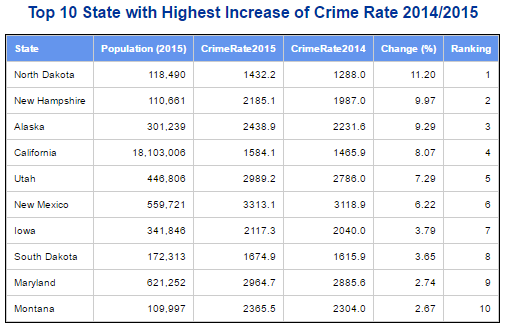 Top 10 State with Highest Increase of Crime Rate 2014/2015
State Population (2015) CrimeRate2015 CrimeRate2014 Change (%) Ranking
North Dakota 118,490 1432.2 1288.0 11.20 1
New Hampshire 110,661 2185.1 1987.0 9.97 2
Alaska 301,239 2438.9 2231.6 9.29 3
California 18,103,006 1584.1 1465.9 8.07 4
Utah 446,806 2989.2 2786.0 7.29 5
New Mexico 559,721 3313.1 3118.9 6.22 6
Iowa 341,846 2117.3 2040.0 3.79 7
South Dakota 172,313 1674.9 1615.9 3.65 8
Maryland 621,252 2964.7 2885.6 2.74 9
Montana 109,997 2365.5 2304.0 2.67 10